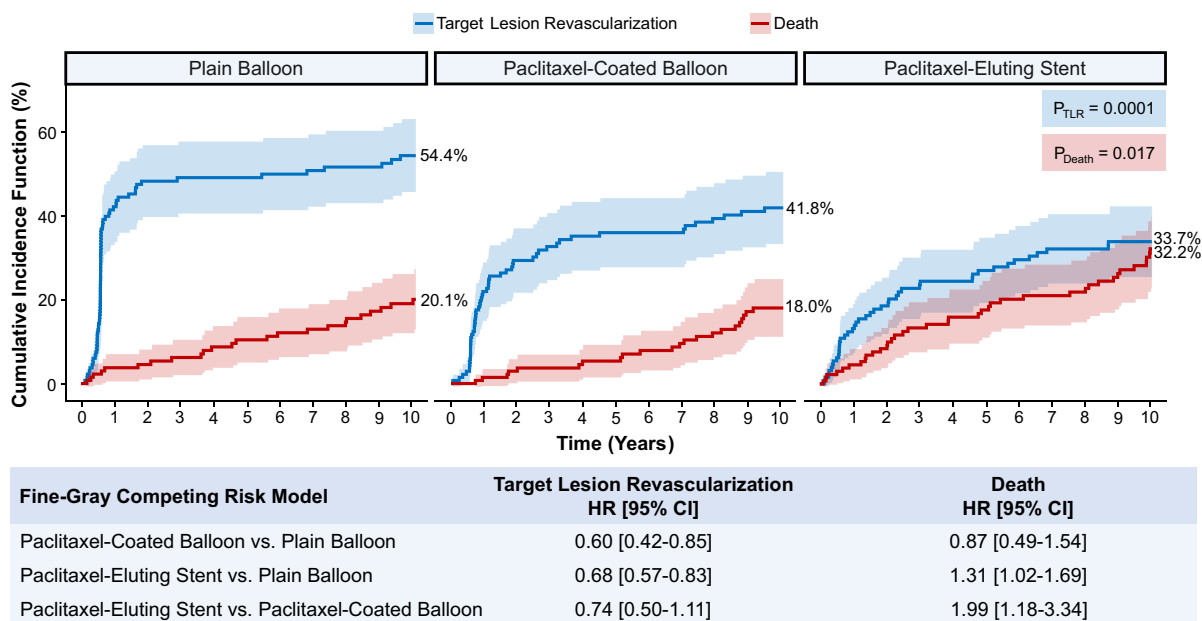 Target Lesion Revascularization Death
Plain Balloon Paclitaxel-Coated Balloon Paclitaxel-Eluting Stent
Cumulative Incidence Function (%)
60
40
20
0
54.4%
20.1%
41.8%
18.0%
P_TLR = 0.0001
P_Death = 0.017
33.7%
32.2%
0 1 2 3 4 5 6 7 8 9 10 0 1 2 3 4 5 6 7 8 9 10 0 1 2 3 4 5 6 7 8 9 10
Time (Years)
Fine-Gray Competing Risk Model Target Lesion Revascularization HR [95% CI] Death HR [95% CI]
Paclitaxel-Coated Balloon vs. Plain Balloon 0.60 [0.42-0.85] 0.87 [0.49-1.54]
Paclitaxel-Eluting Stent vs. Plain Balloon 0.68 [0.57-0.83] 1.31 [1.02-1.69]
Paclitaxel-Eluting Stent vs. Paclitaxel-Coated Balloon 0.74 [0.50-1.11] 1.99 [1.18-3.34]